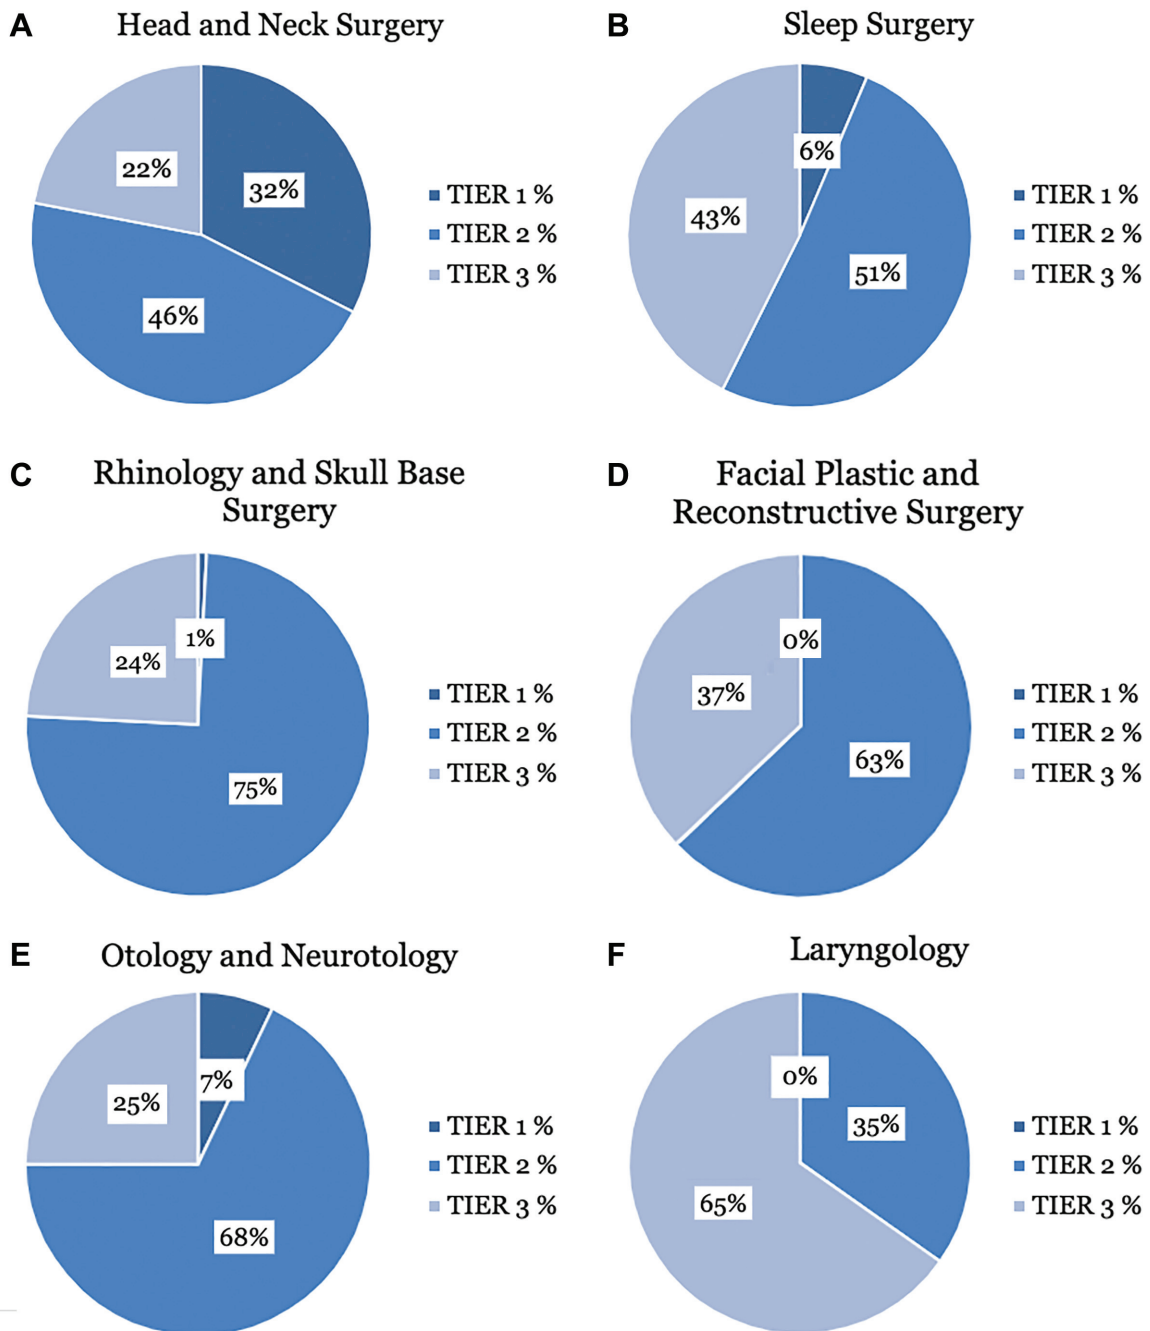 A
Head and Neck Surgery
22%
32%
46%
TIER 1 %
TIER 2 %
TIER 3 %
B
Sleep Surgery
6%
43%
51%
TIER 1 %
TIER 2 %
TIER 3 %
C
Rhinology and Skull Base
Surgery
1%
24%
75%
TIER 1 %
TIER 2 %
TIER 3 %
D
Facial Plastic and
Reconstructive Surgery
0%
37%
63%
TIER 1 %
TIER 2 %
TIER 3 %
E
Otology and Neurotology
7%
25%
68%
TIER 1 %
TIER 2 %
TIER 3 %
F
Laryngology
0%
35%
65%
TIER 1 %
TIER 2 %
TIER 3 %